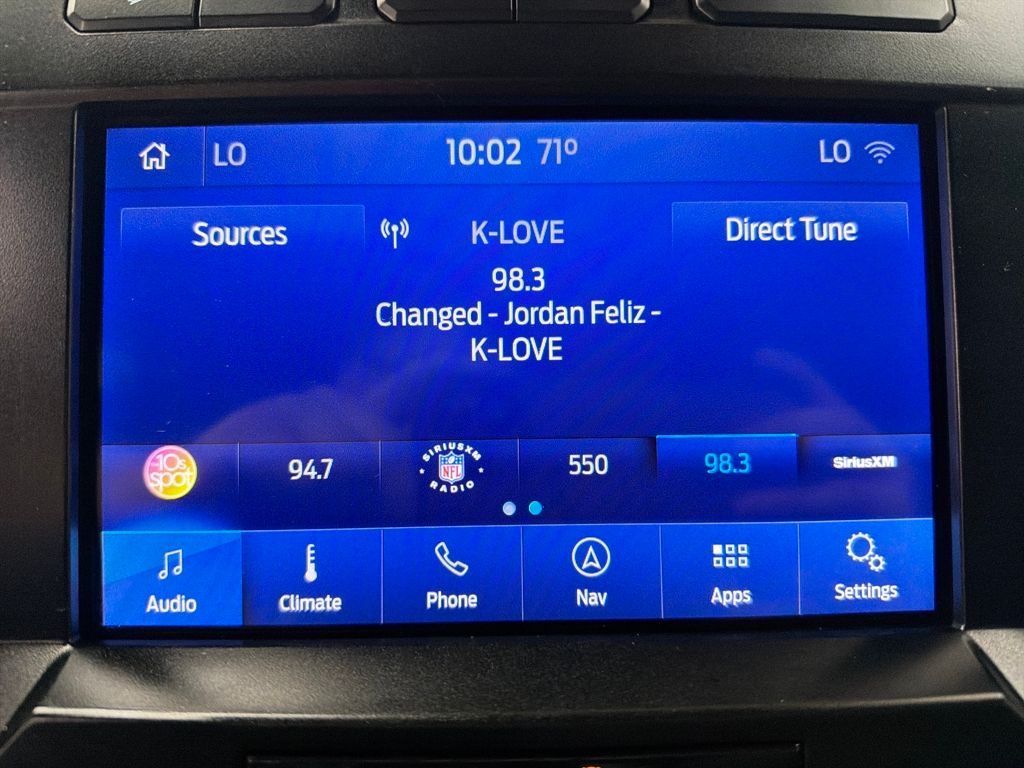 LO 10:02 71° LO
Sources K-LOVE Direct Tune
98.3
Changed - Jordan Feliz -
K-LOVE
10s spot 94.7 SIRIUSXM NFL RADIO 550 98.3 SiriusXM
Audio Climate Phone Nav Apps Settings